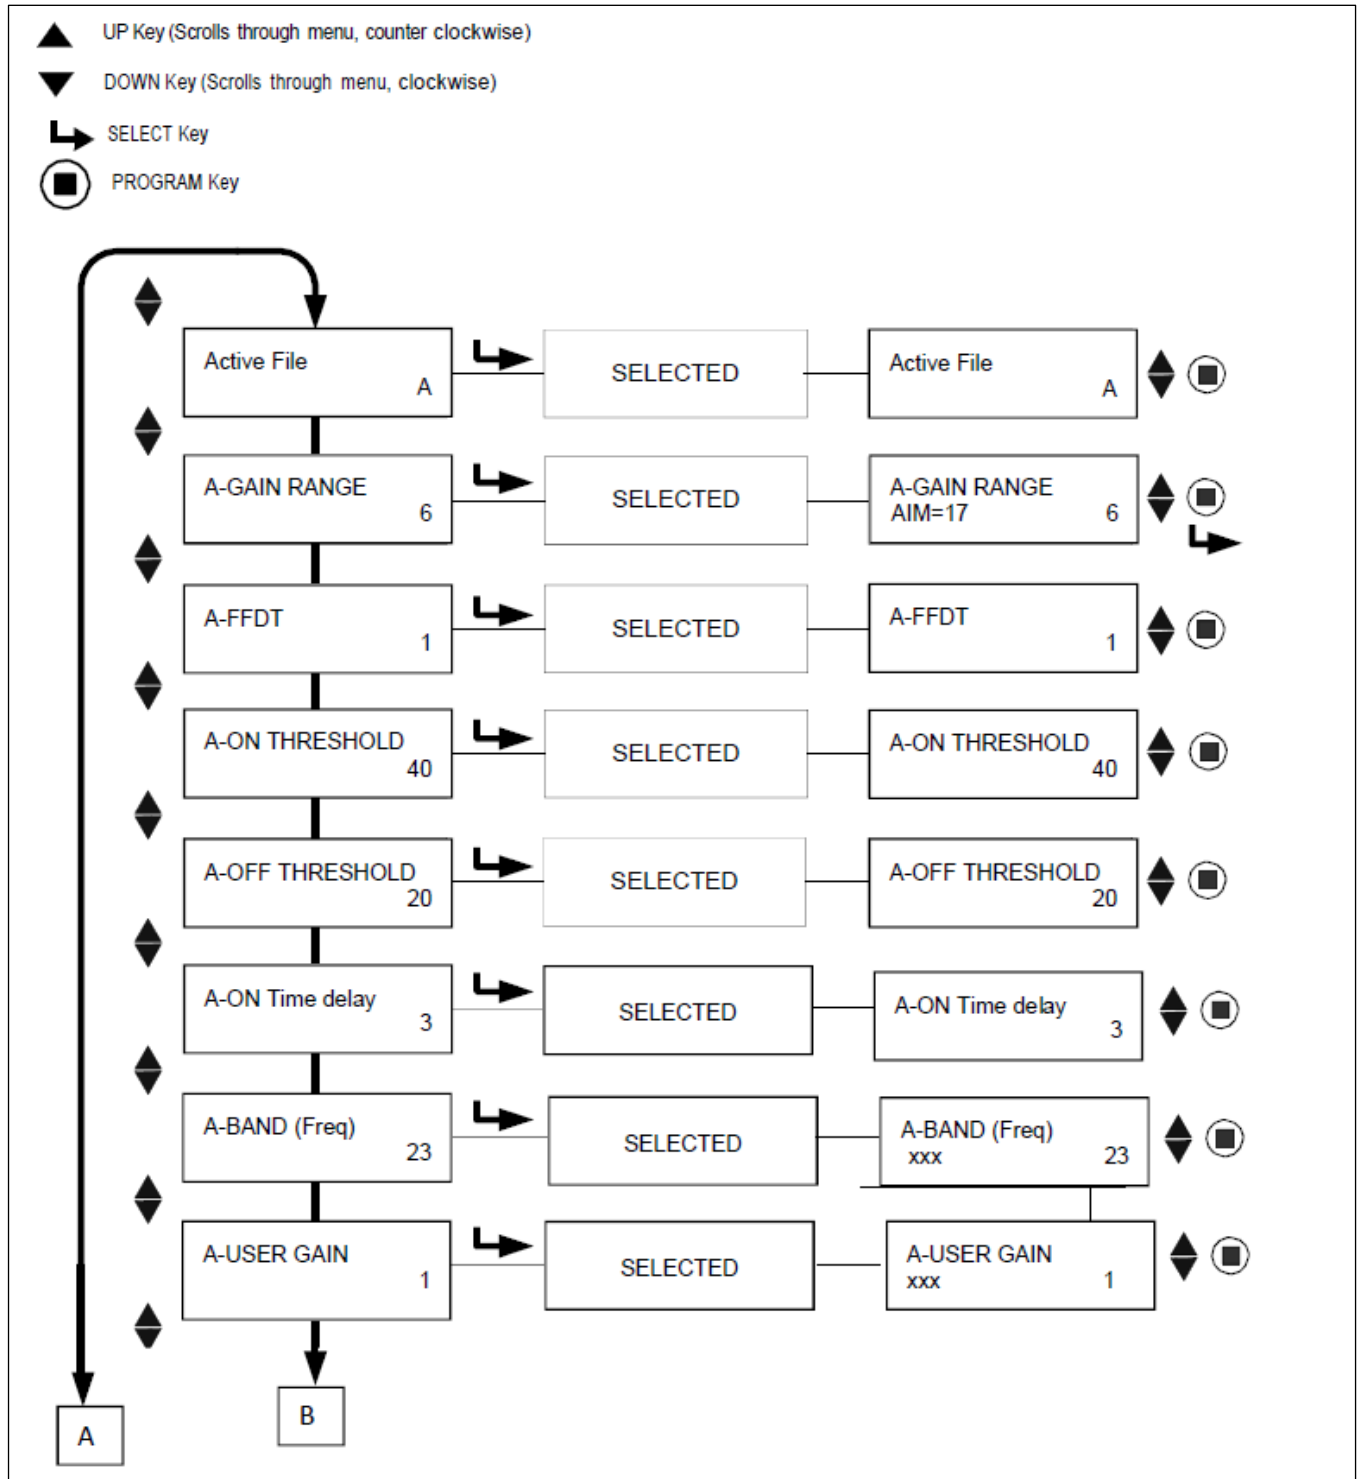 UP Key (Scrolls through menu, counter clockwise)
DOWN Key (Scrolls through menu, clockwise)
SELECT Key
PROGRAM Key
Active File
A
SELECTED
Active File
A
A-GAIN RANGE
6
SELECTED
A-GAIN RANGE
AIM=17 6
A-FFDT
1
SELECTED
A-FFDT
1
A-ON THRESHOLD
40
SELECTED
A-ON THRESHOLD
40
A-OFF THRESHOLD
20
SELECTED
A-OFF THRESHOLD
20
A-ON Time delay
3
SELECTED
A-ON Time delay
3
A-BAND (Freq)
23
SELECTED
A-BAND (Freq)
xxx 23
A-USER GAIN
1
SELECTED
A-USER GAIN
xxx 1
A
B